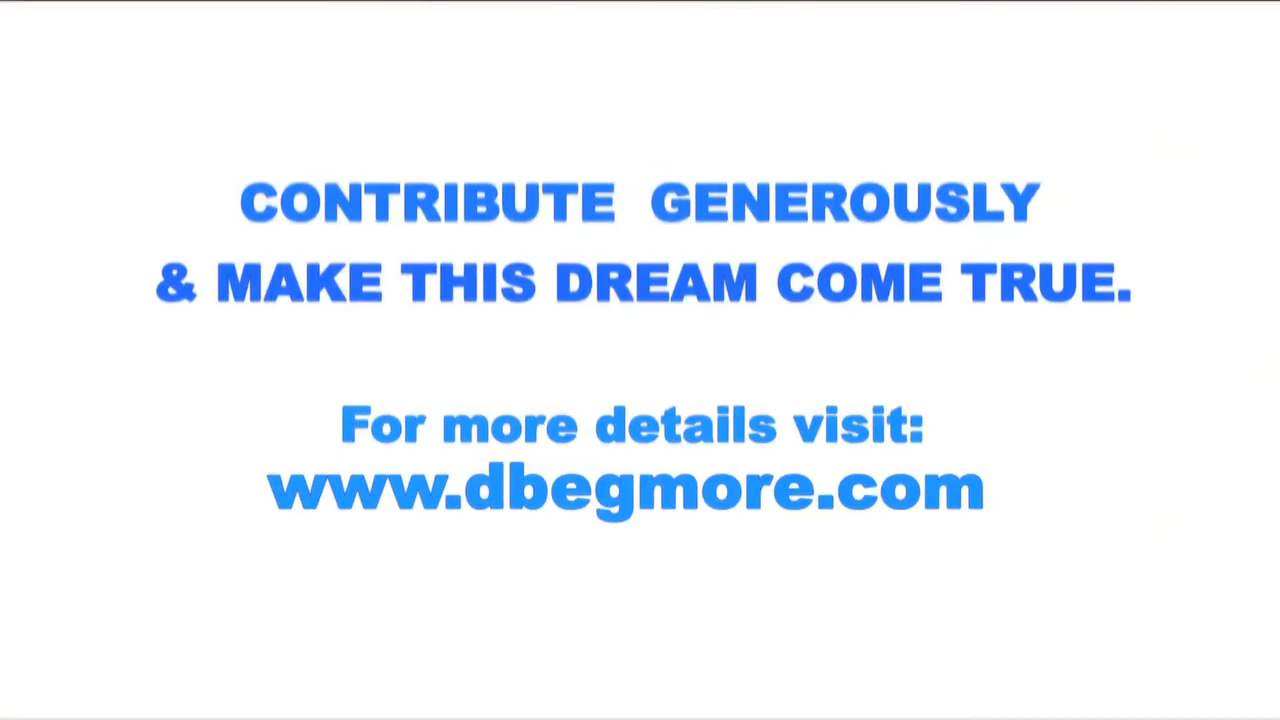 CONTRIBUTE GENEROUSLY
& MAKE THIS DREAM COME TRUE.
For more details visit:
www.dbegmore.com